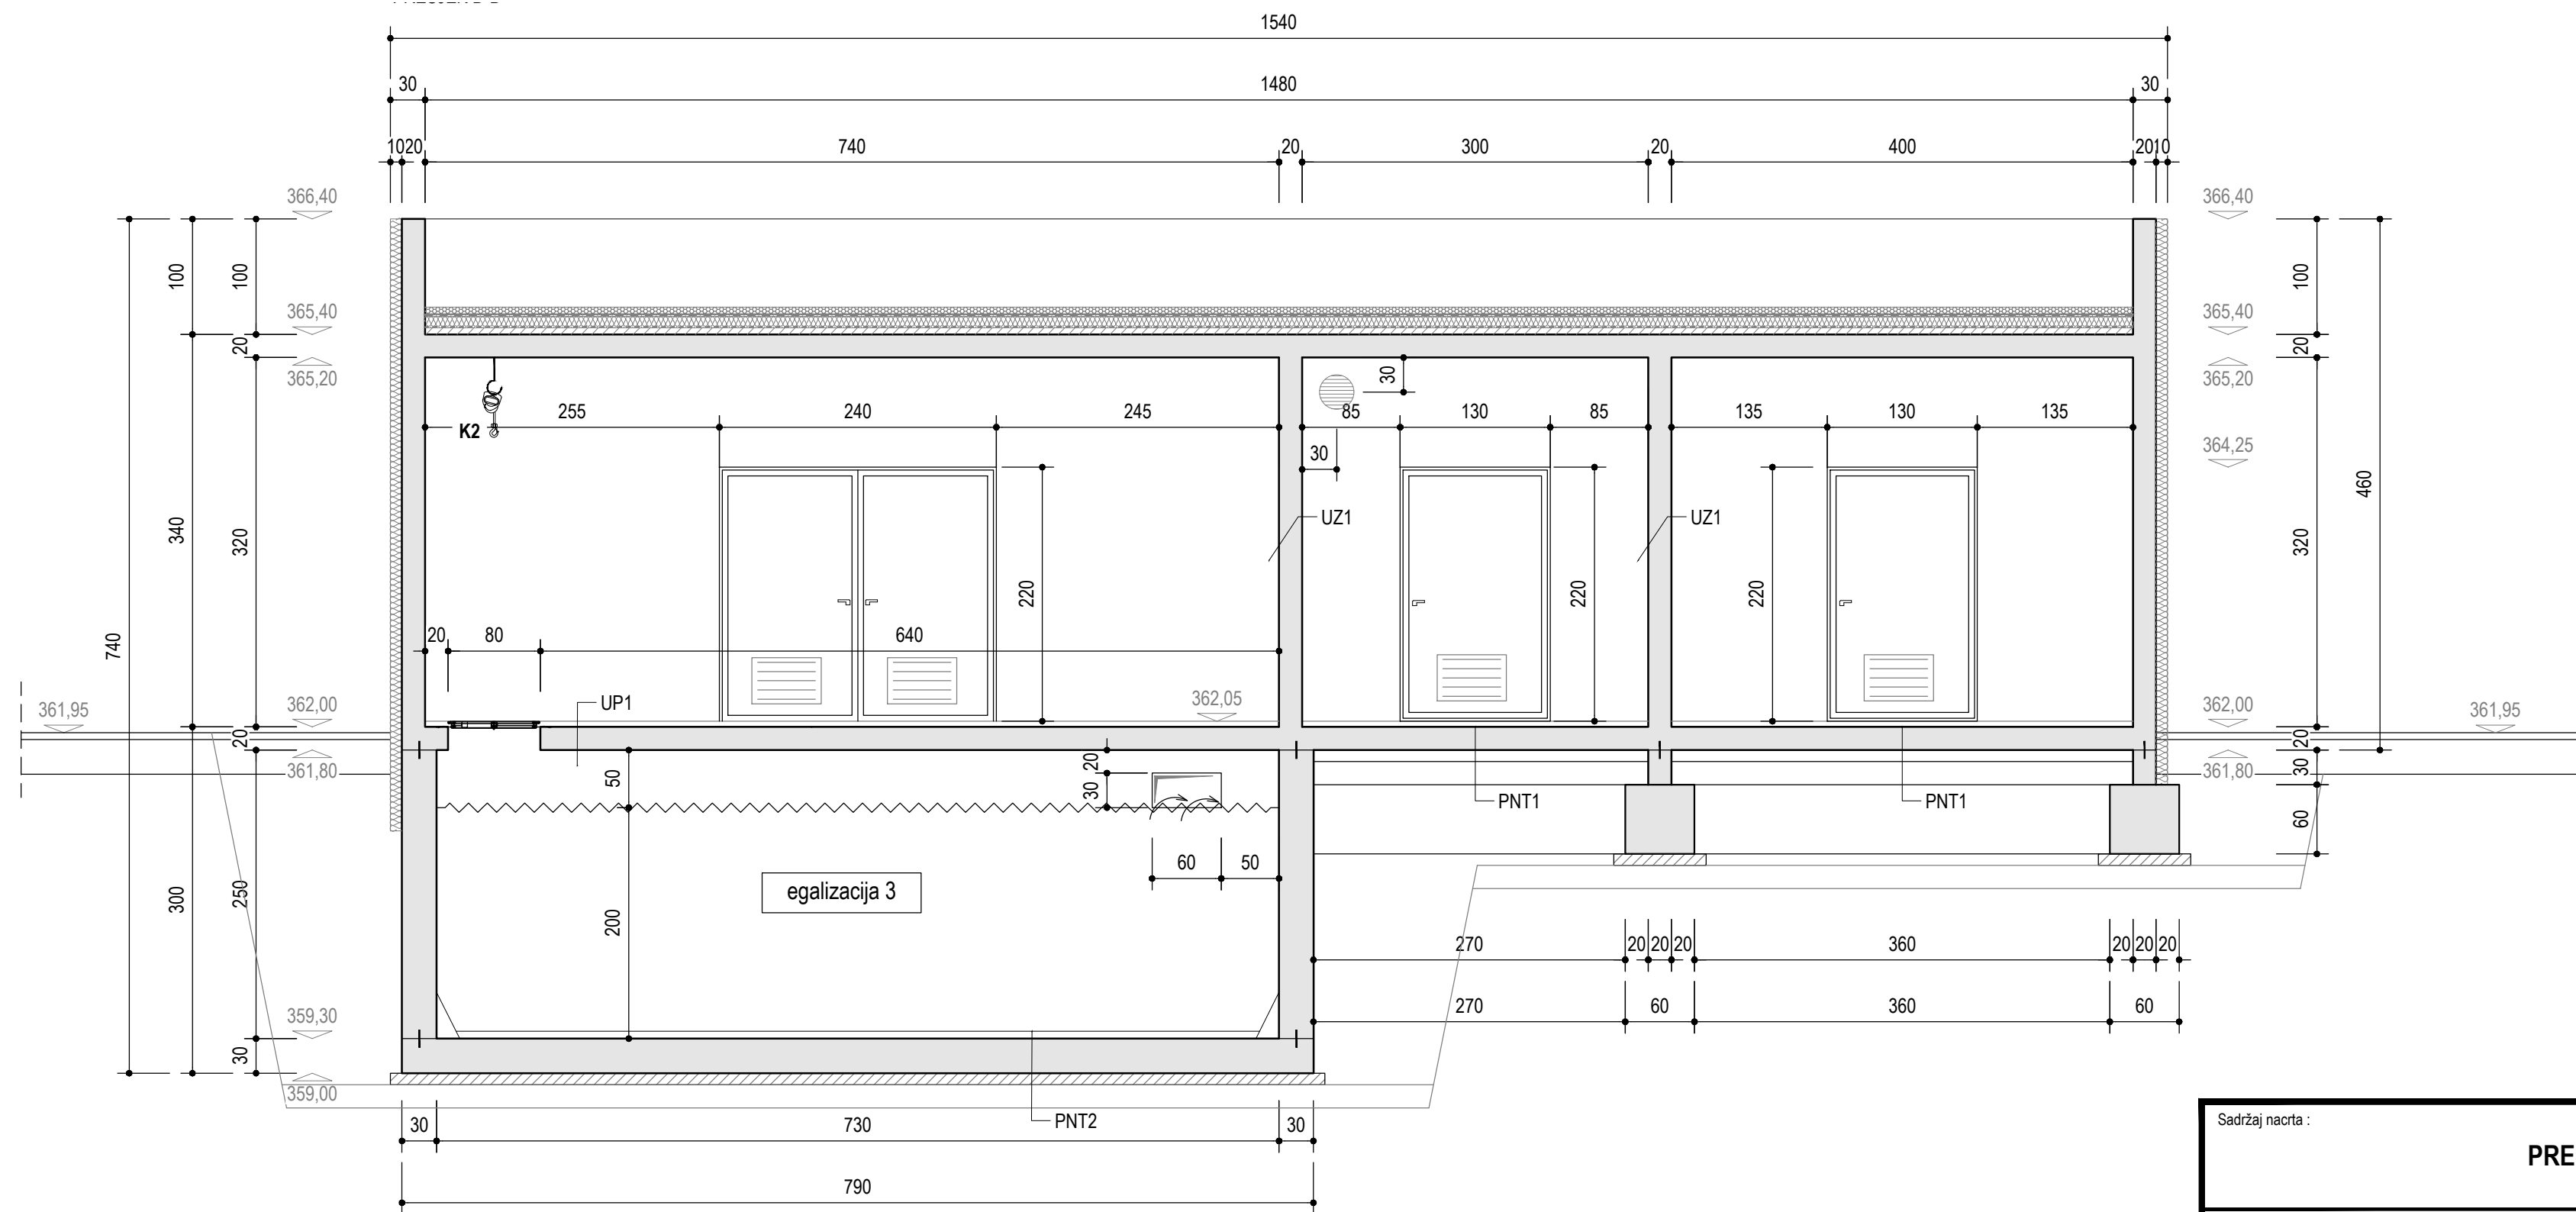 1540
30 1480 30
1020 740 20 300 20 400 2010
366,40 366,40
100 100 100
365,40 365,40
20 20
365,20 365,20
30
255 240 245 85 130 85 135 130 135
K2
30 364,25
460
UZ1 UZ1
340 320 320
220 220 220
20 80 640
740
UP1 362,05
361,95 362,00 362,00 361,95
20 20
361,80 361,80
50 20 30
30
PNT1 PNT1
60
60 50
egalizacija 3
300 250 200
270 20 20 20 360 20 20 20
270 60 360 60
359,30
30
359,00
30 730 30
PNT2
790
Sadržaj nacrta :
PRE